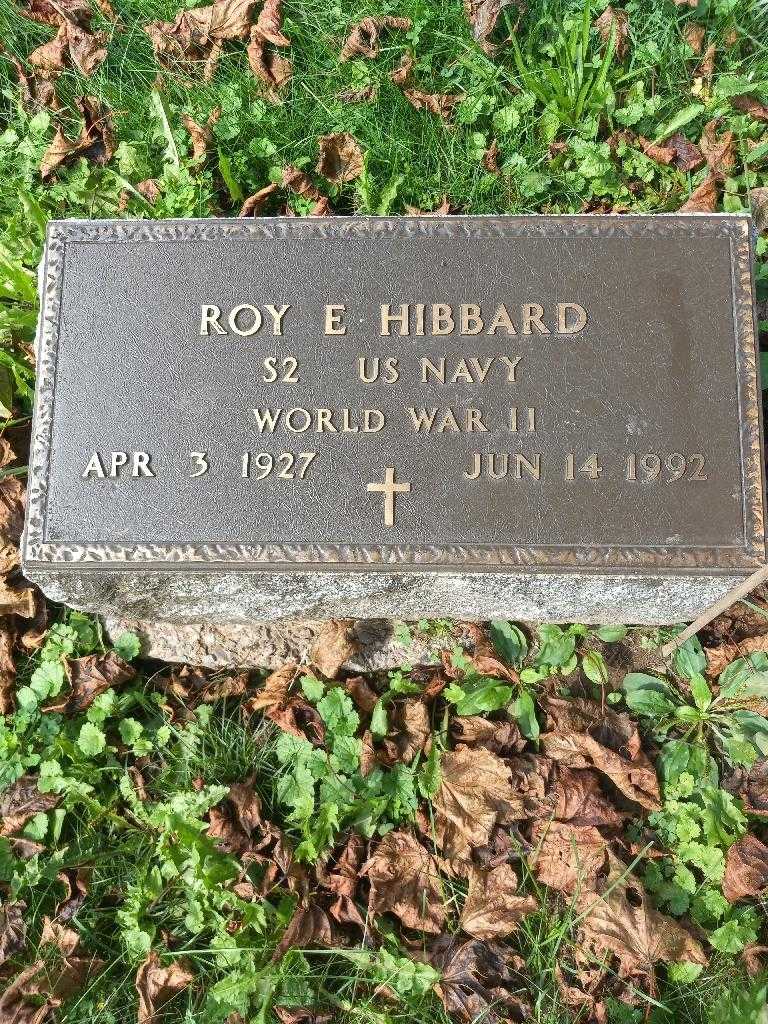 ROY E HIBBARD
S2 US NAVY
WORLD WAR II
APR 3 1927 JUN 14 1992